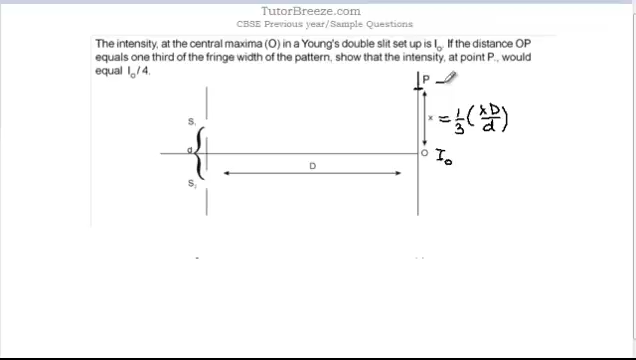 TutorBreeze.com
CBSE Previous year/Sample Questions
The intensity, at the central maxima (O) in a Young's double slit set up is I₀. If the distance OP
equals one third of the fringe width of the pattern, show that the intensity, at point P., would
equal I₀/4.
P
S₁
x = 1/3 (λD/d)
d
O I₀
D
S₂